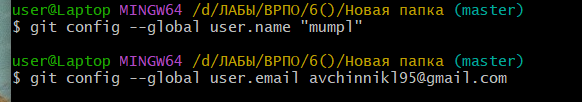 user@Laptop MINGW64 /d/ЛАБЫ/ВРПО/6()/Новая папка (master)
$ git config --global user.name "mumpl"
user@Laptop MINGW64 /d/ЛАБЫ/ВРПО/6()/Новая папка (master)
$ git config --global user.email avchinnikl95@gmail.com